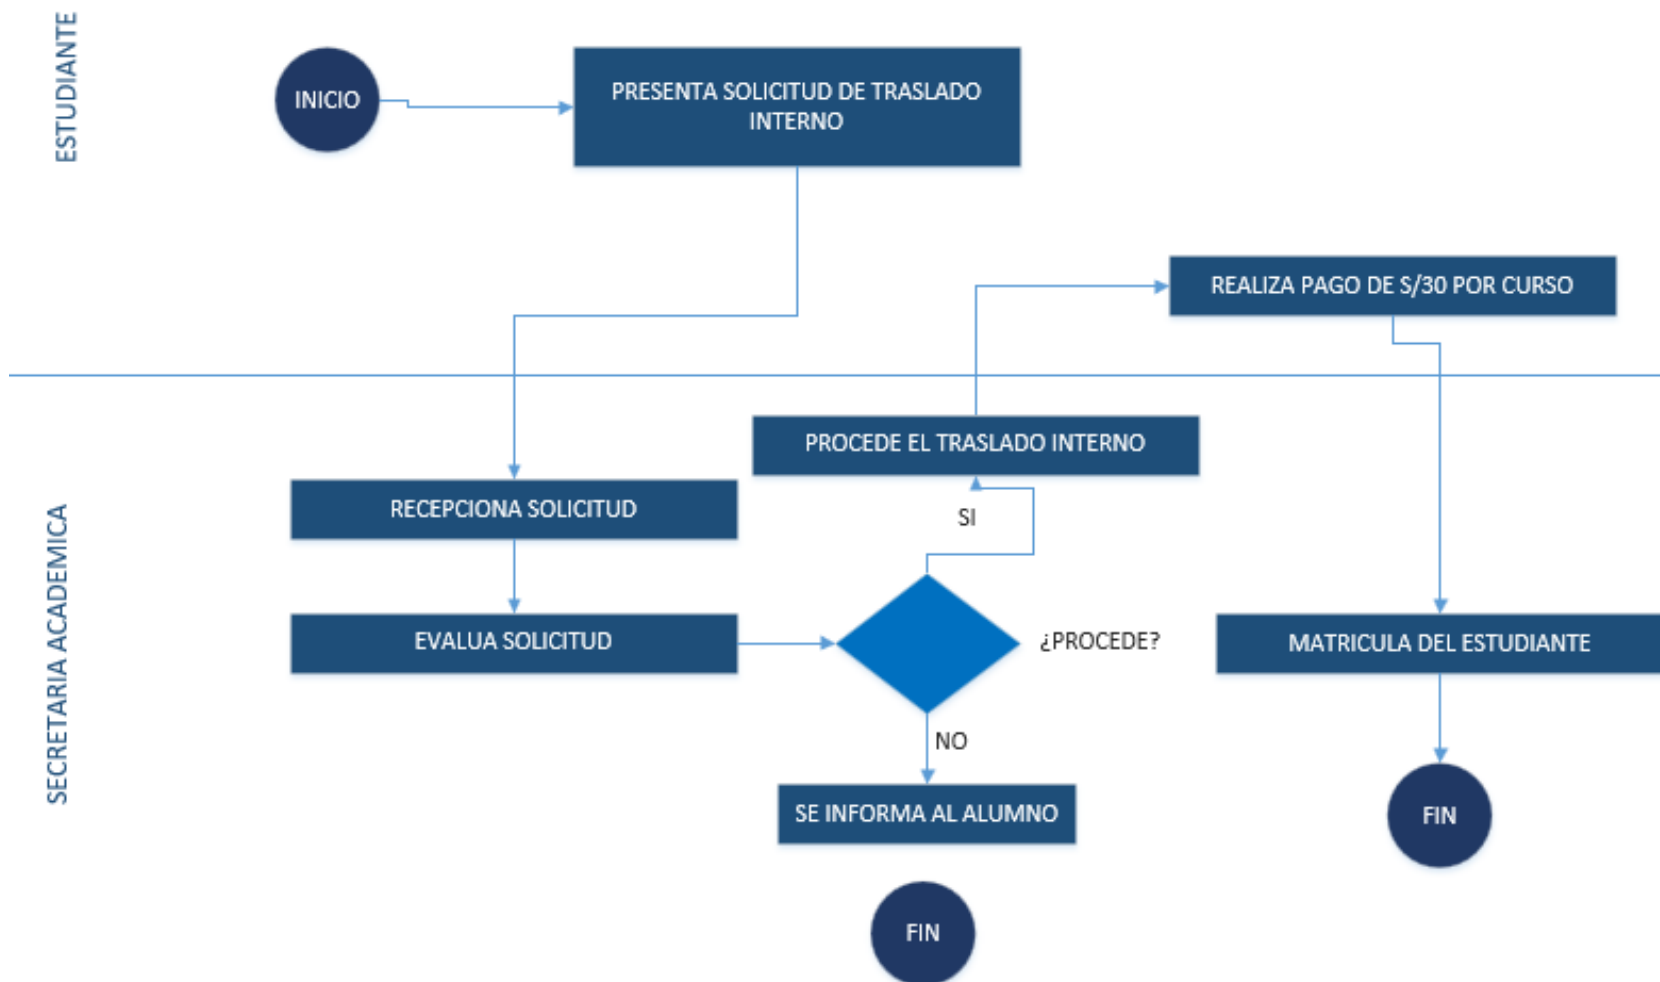 ESTUDIANTE
INICIO
PRESENTA SOLICITUD DE TRASLADO
INTERNO
REALIZA PAGO DE S/30 POR CURSO
SECRETARIA ACADEMICA
PROCEDE EL TRASLADO INTERNO
RECEPCIONA SOLICITUD
SI
EVALUA SOLICITUD
¿PROCEDE?
MATRICULA DEL ESTUDIANTE
NO
SE INFORMA AL ALUMNO
FIN
FIN